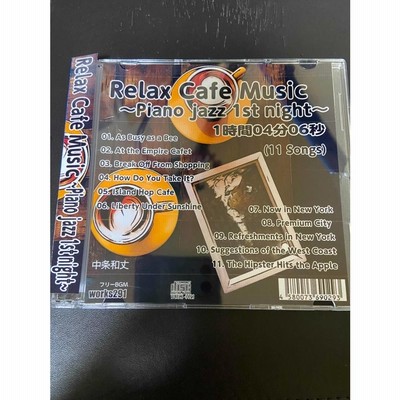 Relax Cafe Music
～Piano jazz 1st night～
1時間04分06秒
(11 Songs)
01. As Busy as a Bee
02. At the Empire Cafet
03. Break Off From Shopping
04. How Do You Take It?
05. Island Hop Cafe
06. Liberty Under Sunshine
07. Now in New York
08. Premium City
09. Refreshments in New York
10. Suggestions of the West Coast
11. The Hipster Hits the Apple
中条和丈
フリーBGM
works291
4 580073 690293
Relax Cafe Music ～Piano jazz 1st night～